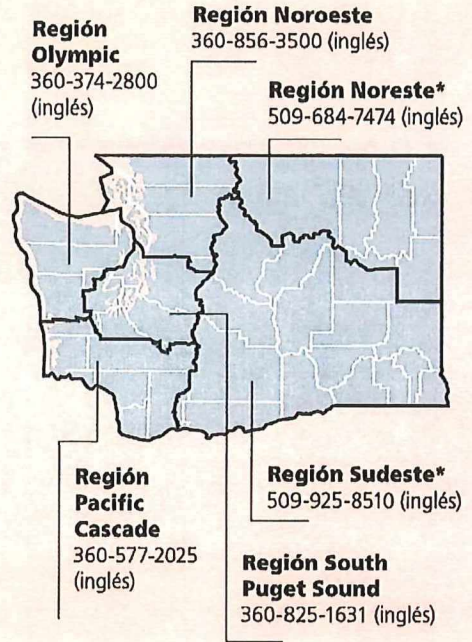 Región
Olympic
360-374-2800
(inglés)
Región Noroeste
360-856-3500 (inglés)
Región Noreste*
509-684-7474 (inglés)
Región
Pacific
Cascade
360-577-2025
(inglés)
Región Sudeste*
509-925-8510 (inglés)
Región South
Puget Sound
360-825-1631 (inglés)